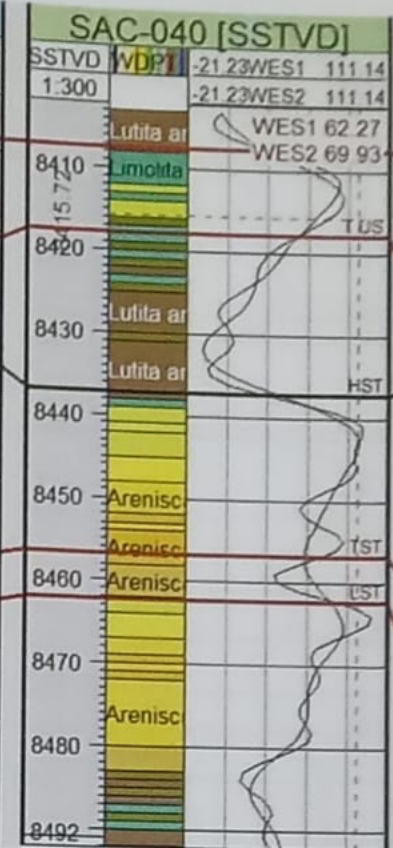 SAC-040 [SSTVD]
SSTVD WDPT -21.23 WES1 111.14
1:300 -21.23 WES2 111.14
Lutita ar WES1 62.27
WES2 69.93
8410 Limolita
T US
8420
Lutita ar
8430
Lutita ar
HST
8440
8450 Arenisc
Arenisc TST
8460 Arenisc LST
8470
Arenisc
8480
8492